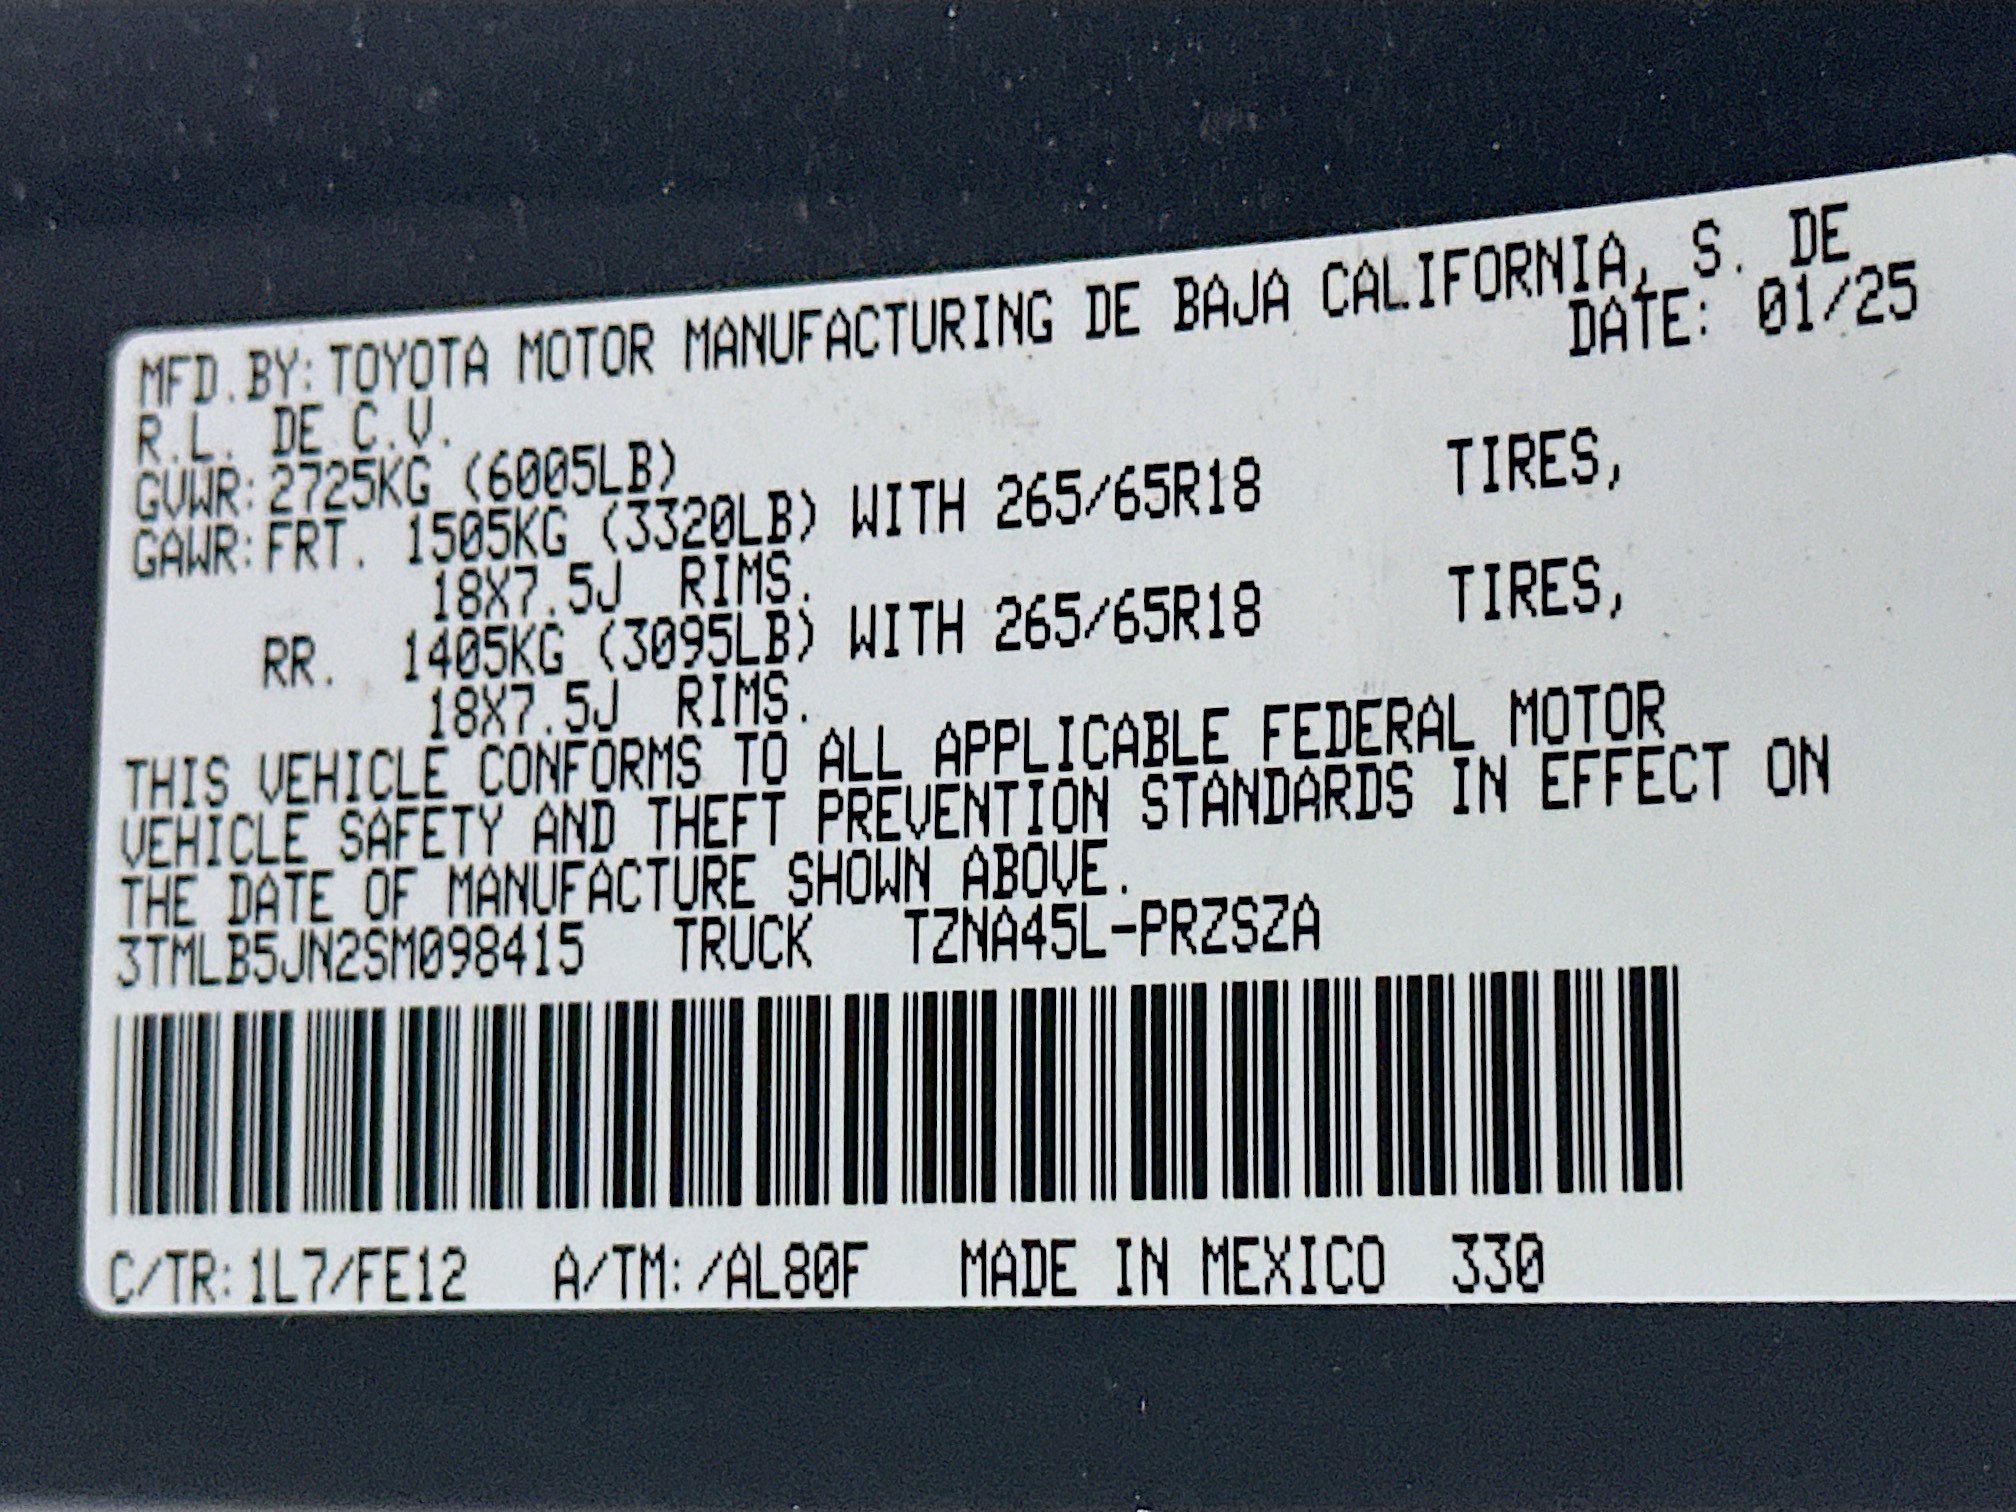 MFD.BY:TOYOTA MOTOR MANUFACTURING DE BAJA CALIFORNIA, S. DE
R.L. DE C.V. DATE: 01/25
GVWR:2725KG (6005LB)
GAWR:FRT. 1505KG (3320LB) WITH 265/65R18 TIRES,
18X7.5J RIMS.
RR. 1405KG (3095LB) WITH 265/65R18 TIRES,
18X7.5J RIMS.
THIS VEHICLE CONFORMS TO ALL APPLICABLE FEDERAL MOTOR
VEHICLE SAFETY AND THEFT PREVENTION STANDARDS IN EFFECT ON
THE DATE OF MANUFACTURE SHOWN ABOVE.
3TMLB5JN2SM098415 TRUCK TZNA45L-PRZSZA
C/TR:1L7/FE12 A/TM:/AL80F MADE IN MEXICO 330